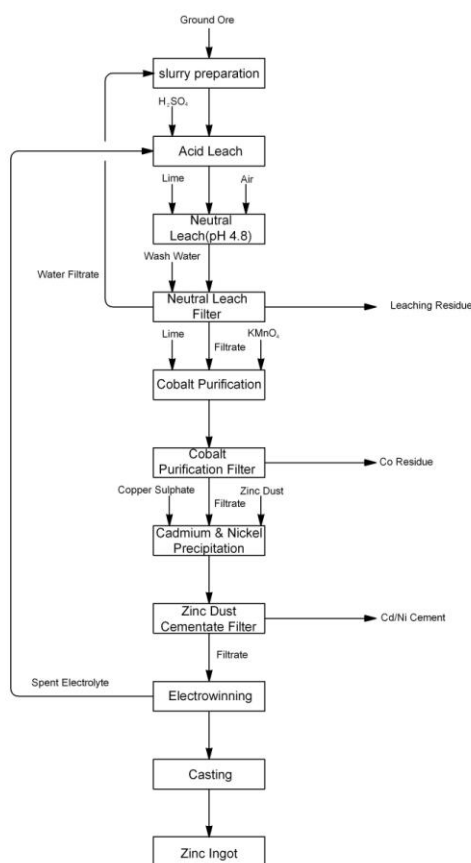 Ground Ore
slurry preparation
H₂SO₄
Acid Leach
Lime
Air
Neutral
Leach(pH 4.8)
Wash Water
Water Filtrate
Neutral Leach
Filter
Leaching Residue
Filtrate
Lime
KMnO₄
Cobalt Purification
Cobalt
Purification Filter
Co Residue
Copper Sulphate
Filtrate
Zinc Dust
Cadmium & Nickel
Precipitation
Zinc Dust
Cementate Filter
Cd/Ni Cement
Filtrate
Spent Electrolyte
Electrowinning
Casting
Zinc Ingot